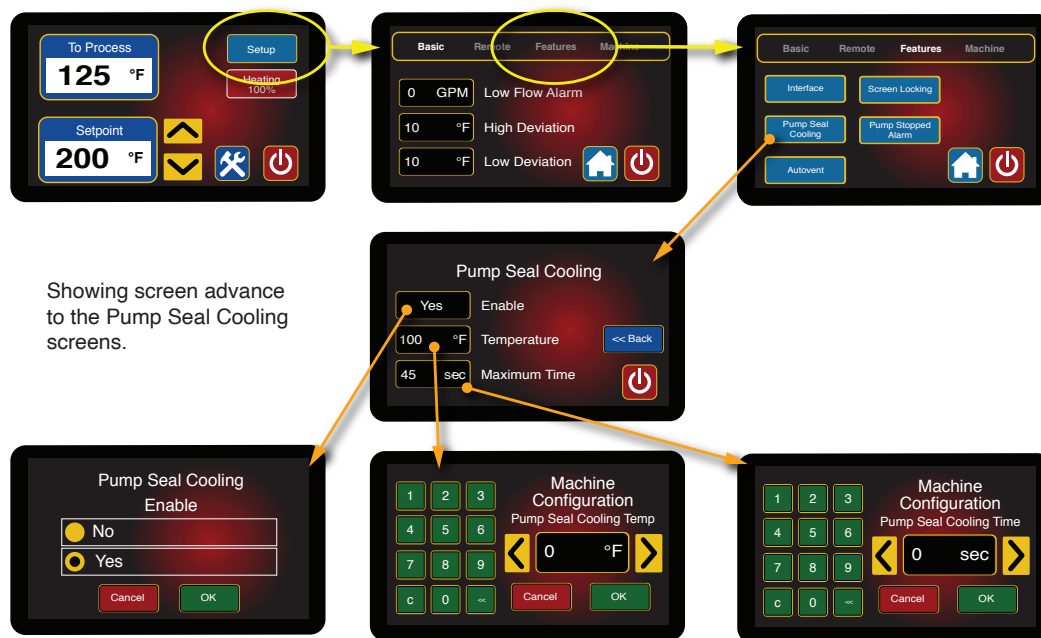 To Process
125 °F
Setup
Heating
100%
Setpoint
200 °F
Basic Remote Features Machine
0 GPM Low Flow Alarm
10 °F High Deviation
10 °F Low Deviation
Basic Remote Features Machine
Interface Screen Locking
Pump Seal
Cooling
Pump Stopped
Alarm
Autovent
Showing screen advance
to the Pump Seal Cooling
screens.
Pump Seal Cooling
Yes Enable
100 °F Temperature
<< Back
45 sec Maximum Time
Pump Seal Cooling
Enable
No
Yes
Cancel OK
1 2 3
4 5 6
7 8 9
c 0 <<
Machine
Configuration
Pump Seal Cooling Temp
0 °F
Cancel OK
1 2 3
4 5 6
7 8 9
c 0 <<
Machine
Configuration
Pump Seal Cooling Time
0 sec
Cancel OK